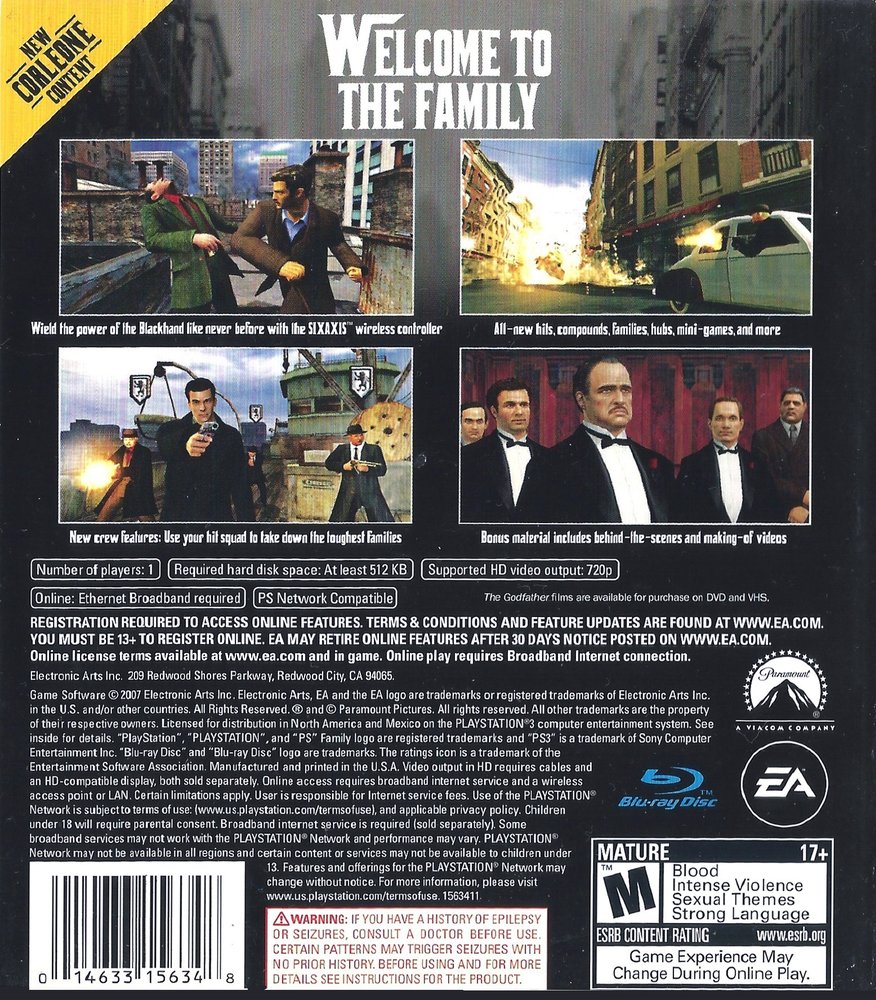 NEW
CORLEONE
CONTENT
WELCOME TO
THE FAMILY
Wield the power of the Blackhand like never before with the SIXAXIS™ wireless controller
All-new hits, compounds, families, hubs, mini-games, and more
New crew features: Use your hit squad to take down the toughest families
Bonus material includes behind-the-scenes and making-of videos
Number of players: 1
Required hard disk space: At least 512 KB
Supported HD video output: 720p
Online: Ethernet Broadband required
PS Network Compatible
The Godfather films are available for purchase on DVD and VHS.
REGISTRATION REQUIRED TO ACCESS ONLINE FEATURES. TERMS & CONDITIONS AND FEATURE UPDATES ARE FOUND AT WWW.EA.COM.
YOU MUST BE 13+ TO REGISTER ONLINE. EA MAY RETIRE ONLINE FEATURES AFTER 30 DAYS NOTICE POSTED ON WWW.EA.COM.
Online license terms available at www.ea.com and in game. Online play requires Broadband Internet connection.
Electronic Arts Inc. 209 Redwood Shores Parkway, Redwood City, CA 94065.
Game Software © 2007 Electronic Arts Inc. Electronic Arts, EA and the EA logo are trademarks or registered trademarks of Electronic Arts Inc.
in the U.S. and/or other countries. All Rights Reserved. ® and © Paramount Pictures. All rights reserved. All other trademarks are the property
of their respective owners. Licensed for distribution in North America and Mexico on the PLAYSTATION®3 computer entertainment system. See
inside for details. "PlayStation", "PLAYSTATION", and "PS" Family logo are registered trademarks and "PS3" is a trademark of Sony Computer
Entertainment Inc. "Blu-ray Disc" and "Blu-ray Disc" logo are trademarks. The ratings icon is a trademark of the
Entertainment Software Association. Manufactured and printed in the U.S.A. Video output in HD requires cables and
an HD-compatible display, both sold separately. Online access requires broadband internet service and a wireless
access point or LAN. Certain limitations apply. User is responsible for Internet service fees. Use of the PLAYSTATION®
Network is subject to terms of use: (www.us.playstation.com/termsofuse), and applicable privacy policy. Children
under 18 will require parental consent. Broadband internet service is required (sold separately). Some
broadband services may not work with the PLAYSTATION® Network and performance may vary. PLAYSTATION®
Network may not be available in all regions and certain content or services may not be available to children under
13. Features and offerings for the PLAYSTATION® Network may
change without notice. For more information, please visit
www.us.playstation.com/termsofuse. 1563411.
Paramount
A VIACOM COMPANY
Blu-ray Disc™
EA
0 14633 15634 8
WARNING: IF YOU HAVE A HISTORY OF EPILEPSY
OR SEIZURES, CONSULT A DOCTOR BEFORE USE.
CERTAIN PATTERNS MAY TRIGGER SEIZURES WITH
NO PRIOR HISTORY. BEFORE USING AND FOR MORE
DETAILS SEE INSTRUCTIONS FOR THE PRODUCT.
MATURE 17+
™
M
Blood
Intense Violence
Sexual Themes
Strong Language
ESRB CONTENT RATING www.esrb.org
Game Experience May
Change During Online Play.